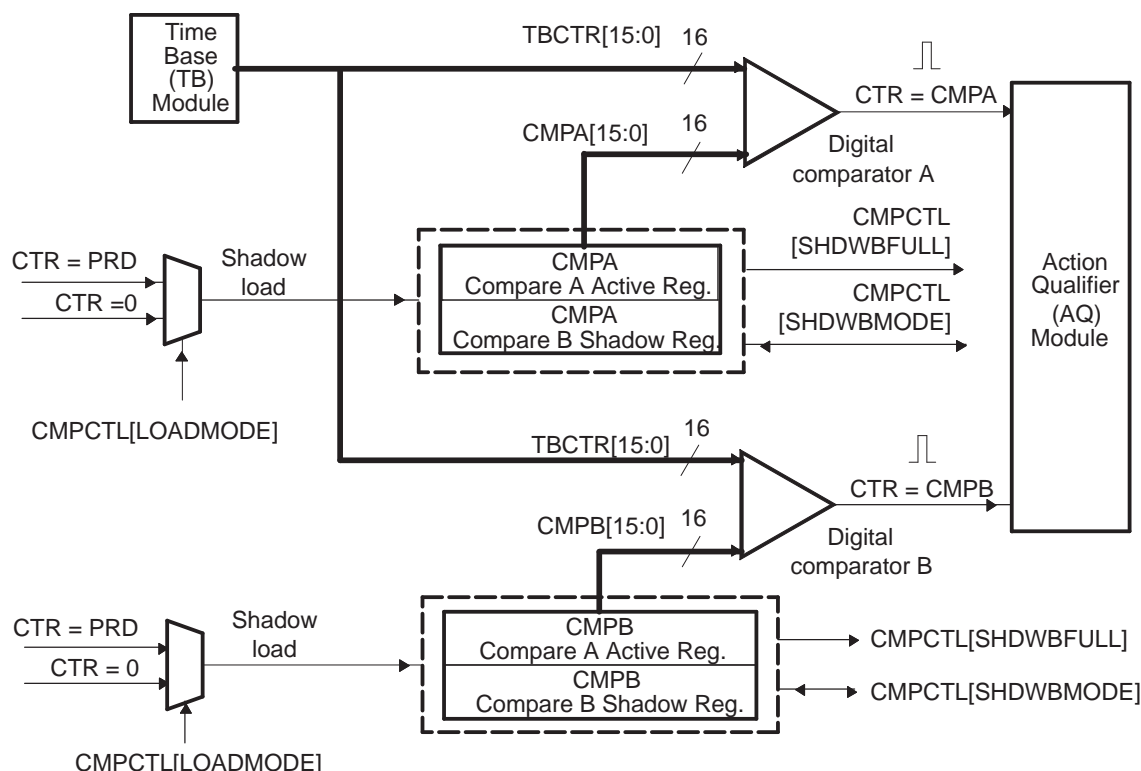 Time
Base
(TB)
Module
TBCTR[15:0]
16
CTR = CMPA
CMPA[15:0]
16
Digital
comparator A
Action
Qualifier
(AQ)
Module
CTR = PRD
CTR =0
Shadow
load
CMPCTL[LOADMODE]
CMPA
Compare A Active Reg.
CMPA
Compare B Shadow Reg.
CMPCTL
[SHDWBFULL]
CMPCTL
[SHDWBMODE]
TBCTR[15:0]
16
CTR = CMPB
CMPB[15:0]
16
Digital
comparator B
CTR = PRD
CTR = 0
Shadow
load
CMPCTL[LOADMODE]
CMPB
Compare A Active Reg.
CMPB
Compare B Shadow Reg.
CMPCTL[SHDWBFULL]
CMPCTL[SHDWBMODE]